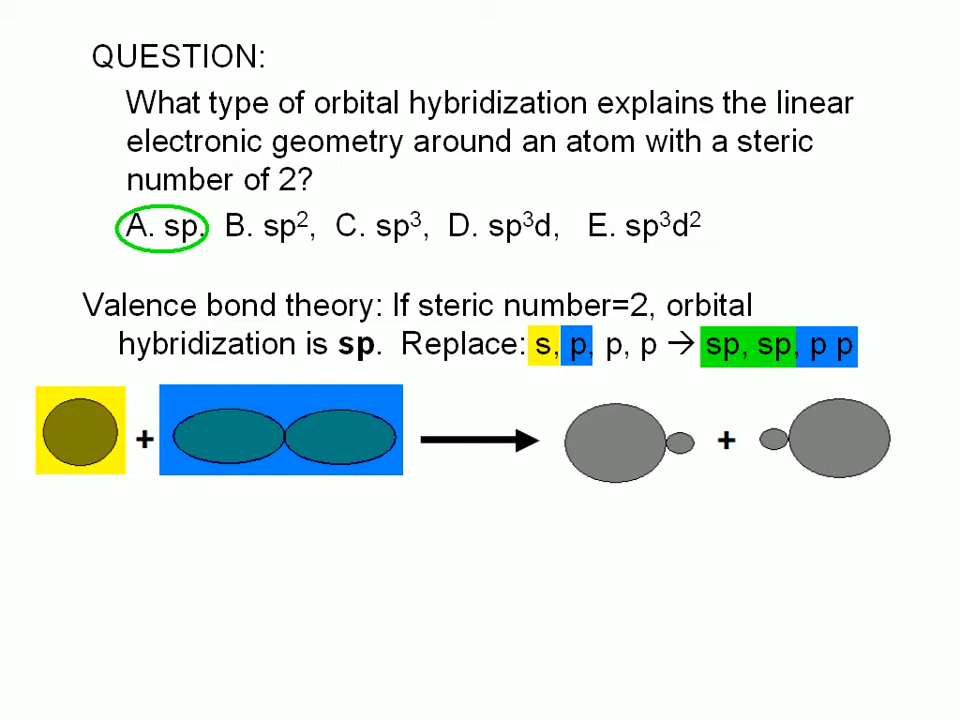 QUESTION:
What type of orbital hybridization explains the linear
electronic geometry around an atom with a steric
number of 2?
A. sp, B. sp², C. sp³, D. sp³d, E. sp³d²
Valence bond theory: If steric number=2, orbital
hybridization is sp. Replace: s, p, p, p → sp, sp, p p
+ +